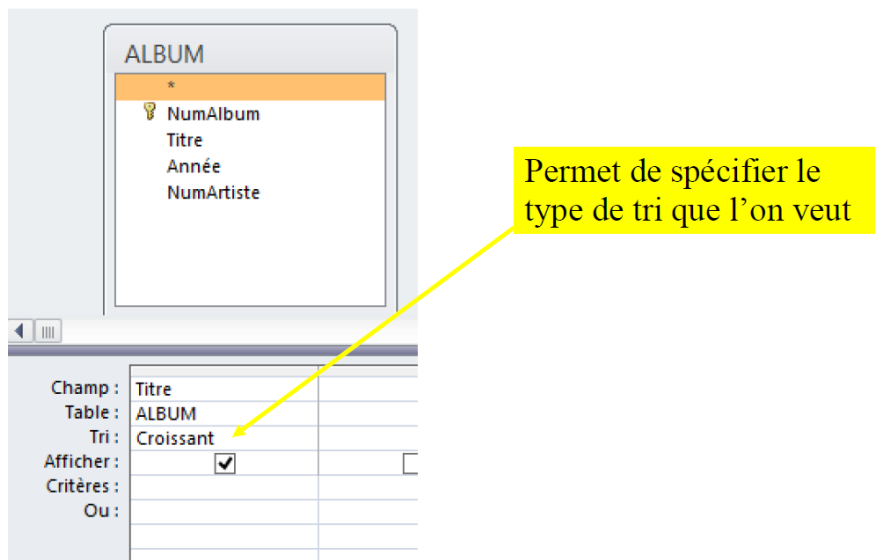 ALBUM
*
NumAlbum
Titre
Année
NumArtiste
Permet de spécifier le
type de tri que l’on veut
Champ : Titre
Table : ALBUM
Tri : Croissant
Afficher :
Critères :
Ou :